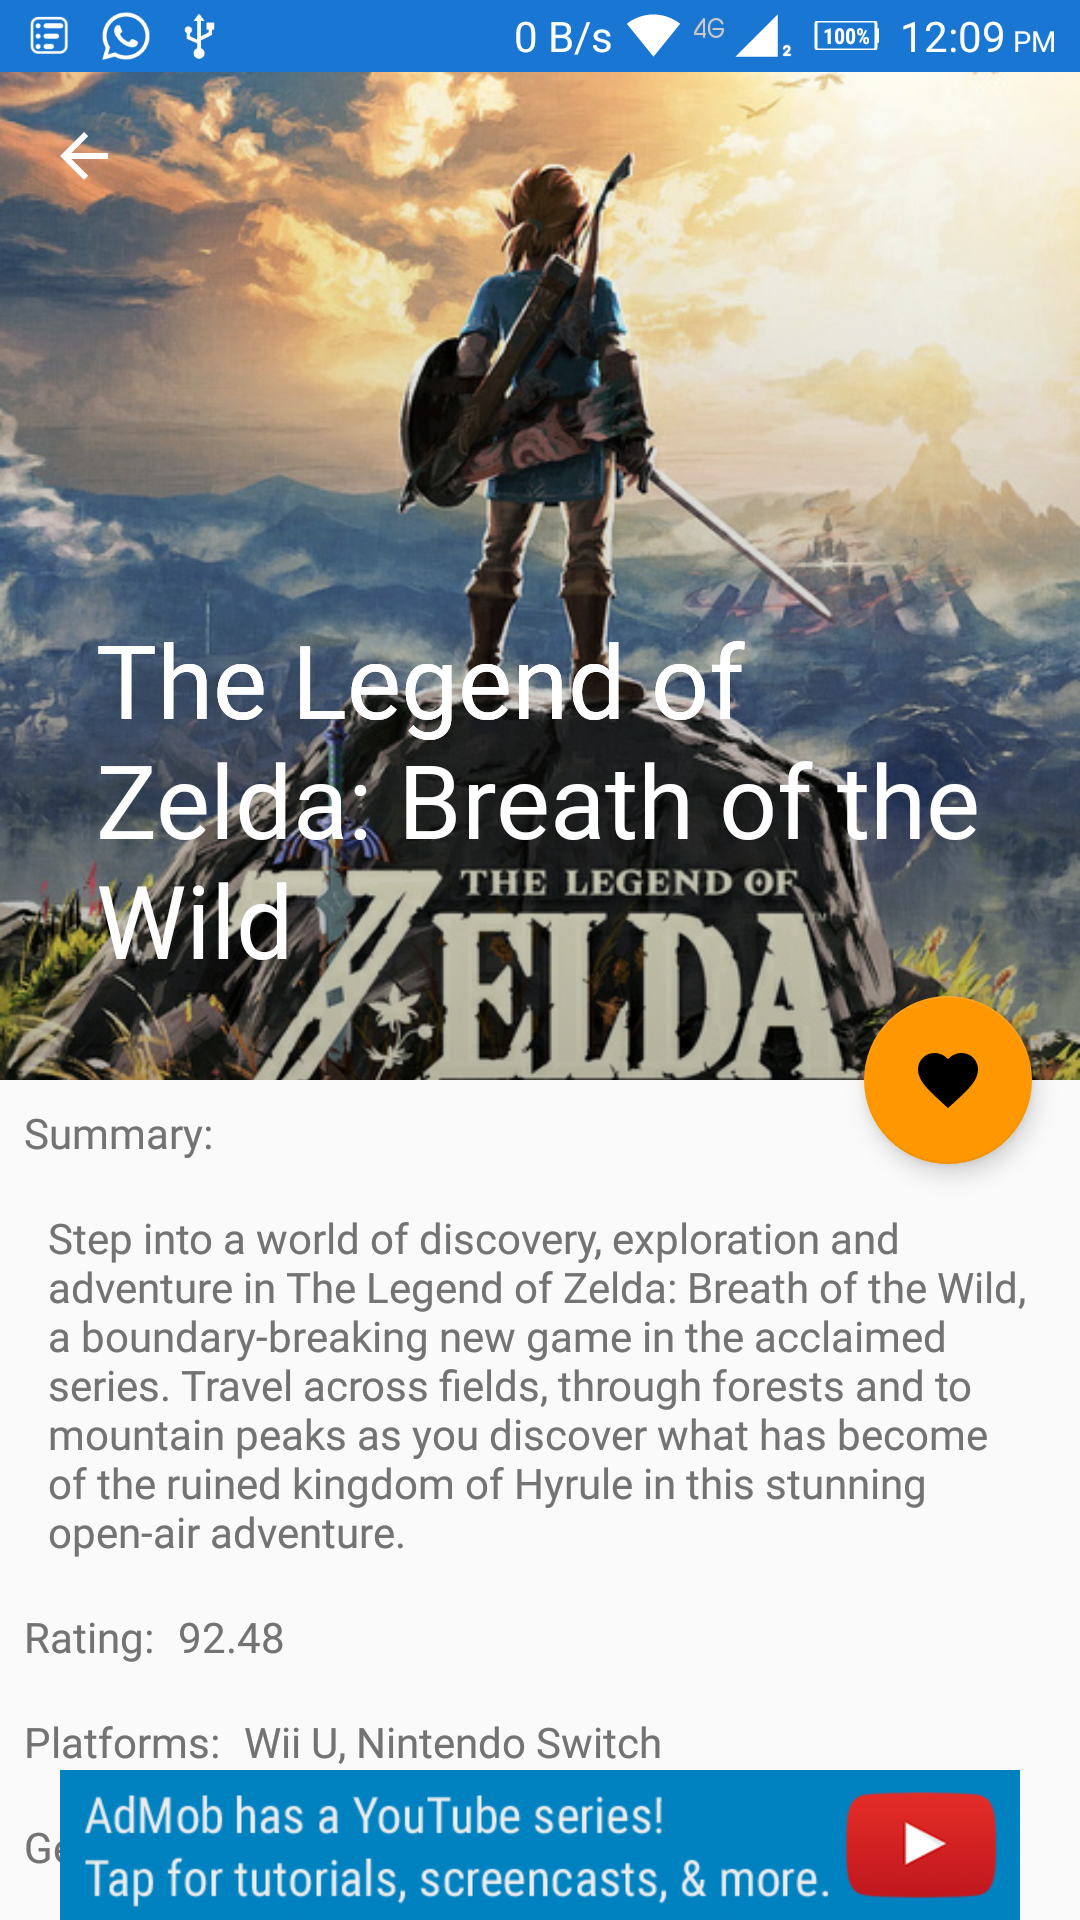 0 B/s 4G 2 100% 12:09 PM
The Legend of
Zelda: Breath of the
Wild
THE LEGEND OF
ZELDA
Summary:
Step into a world of discovery, exploration and
adventure in The Legend of Zelda: Breath of the Wild,
a boundary-breaking new game in the acclaimed
series. Travel across fields, through forests and to
mountain peaks as you discover what has become
of the ruined kingdom of Hyrule in this stunning
open-air adventure.
Rating: 92.48
Platforms: Wii U, Nintendo Switch
AdMob has a YouTube series!
Tap for tutorials, screencasts, & more.